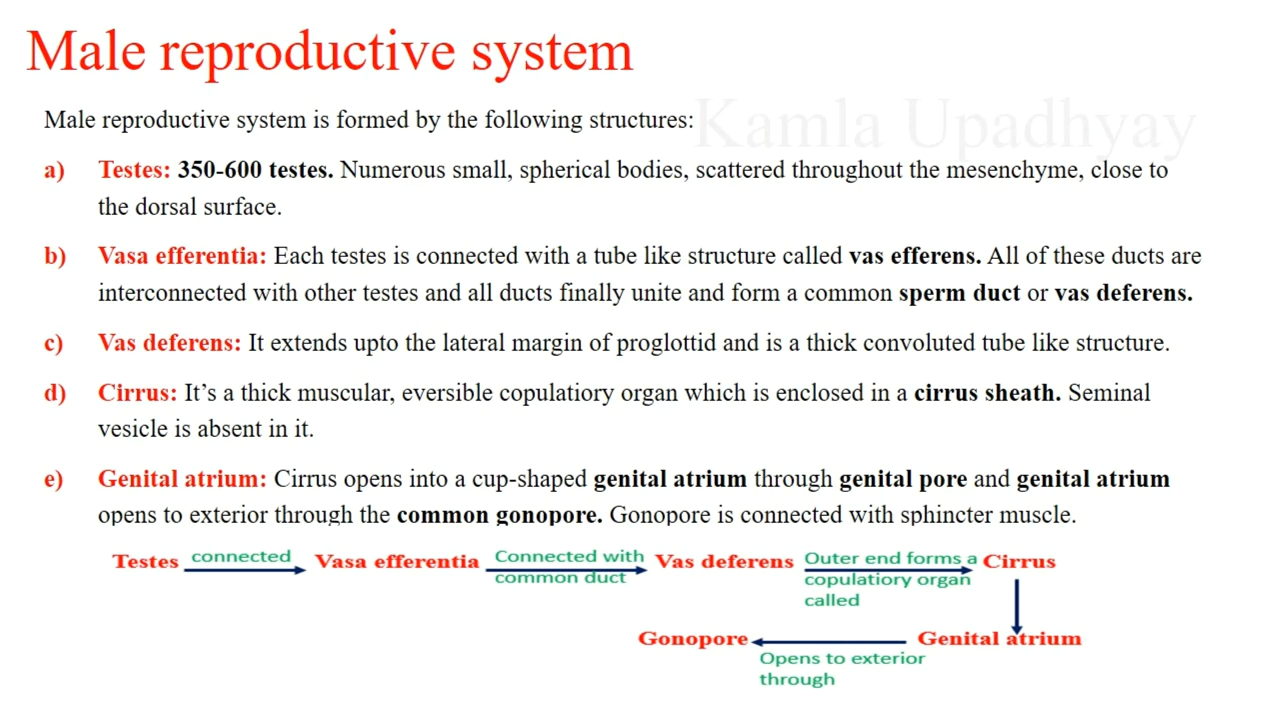 Male reproductive system
Kamla Upadhyay
Male reproductive system is formed by the following structures:
a) Testes: 350-600 testes. Numerous small, spherical bodies, scattered throughout the mesenchyme, close to
the dorsal surface.
b) Vasa efferentia: Each testes is connected with a tube like structure called vas efferens. All of these ducts are
interconnected with other testes and all ducts finally unite and form a common sperm duct or vas deferens.
c) Vas deferens: It extends upto the lateral margin of proglottid and is a thick convoluted tube like structure.
d) Cirrus: It’s a thick muscular, eversible copulatiory organ which is enclosed in a cirrus sheath. Seminal
vesicle is absent in it.
e) Genital atrium: Cirrus opens into a cup-shaped genital atrium through genital pore and genital atrium
opens to exterior through the common gonopore. Gonopore is connected with sphincter muscle.
Testes connected Vasa efferentia Connected with Vas deferens Outer end forms a Cirrus
common duct copulatiory organ
called
Gonopore Genital atrium
Opens to exterior
through